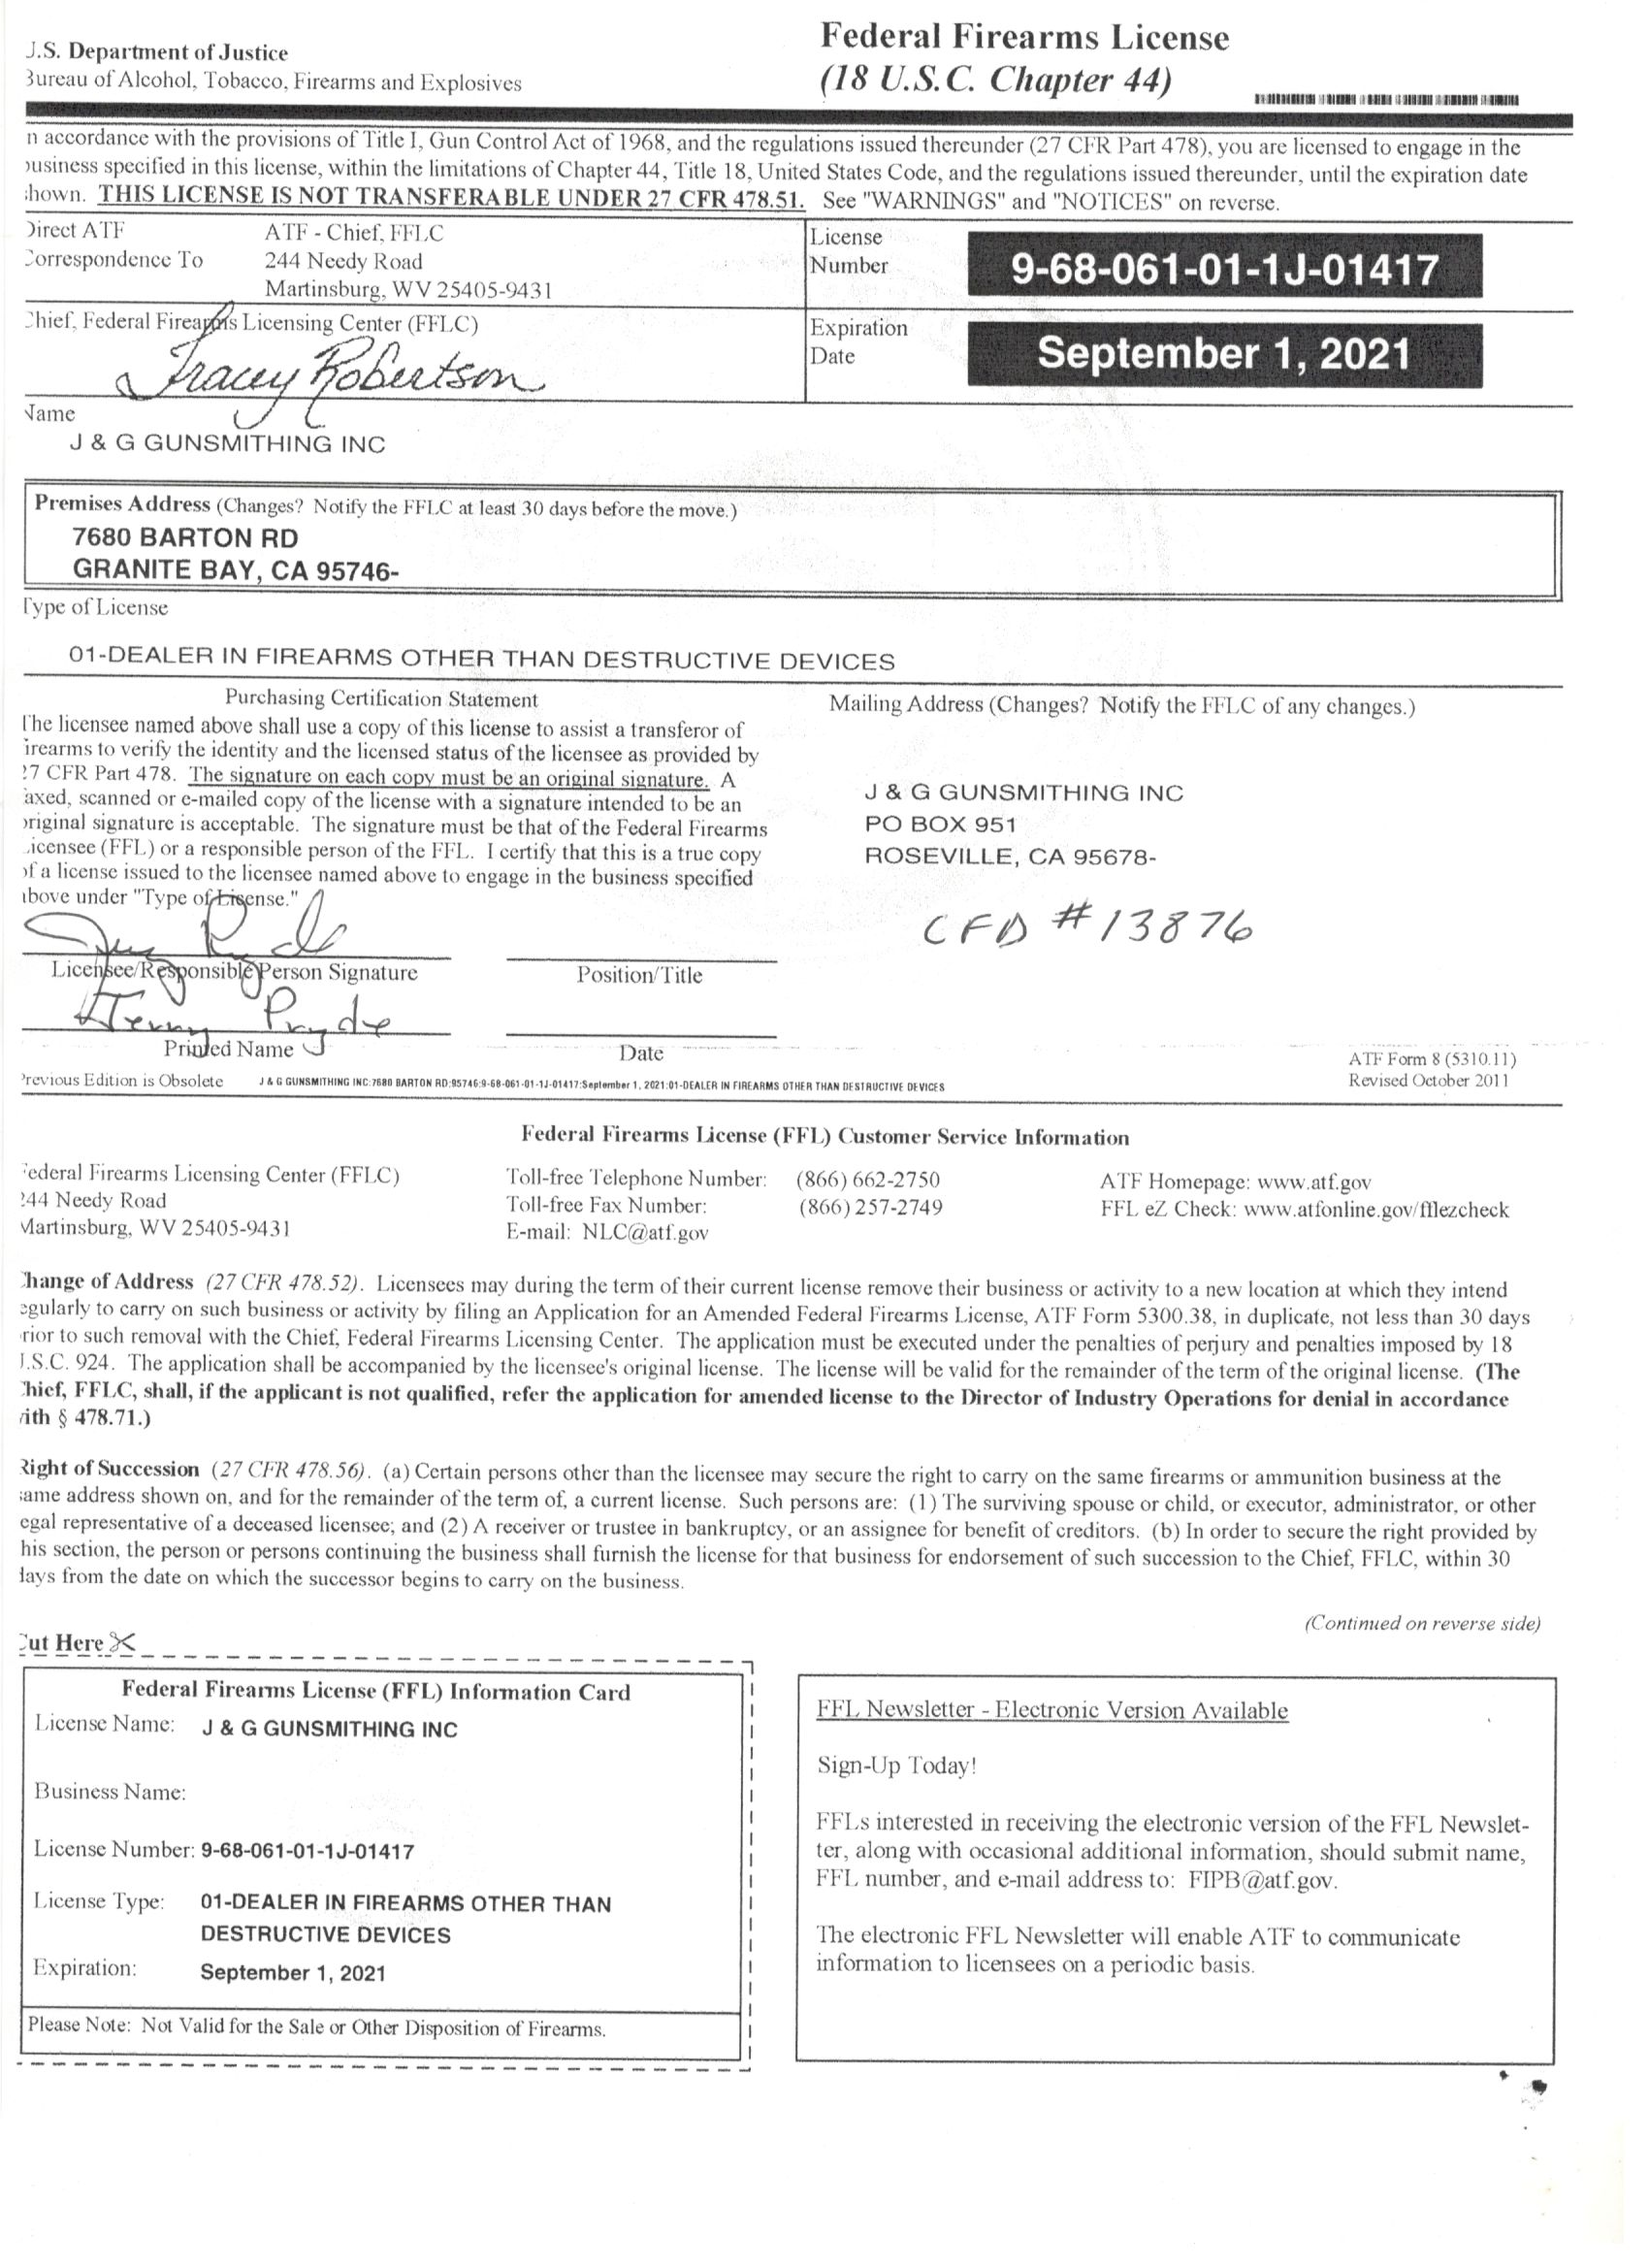 J.S. Department of Justice
Bureau of Alcohol, Tobacco, Firearms and Explosives
Federal Firearms License
(18 U.S.C. Chapter 44)
n accordance with the provisions of Title I, Gun Control Act of 1968, and the regulations issued thereunder (27 CFR Part 478), you are licensed to engage in the
business specified in this license, within the limitations of Chapter 44, Title 18, United States Code, and the regulations issued thereunder, until the expiration date
shown. THIS LICENSE IS NOT TRANSFERABLE UNDER 27 CFR 478.51. See "WARNINGS" and "NOTICES" on reverse.
Direct ATF
Correspondence To
ATF - Chief, FFLC
244 Needy Road
Martinsburg, WV 25405-9431
License
Number
9-68-061-01-1J-01417
Chief, Federal Firearms Licensing Center (FFLC)
Tracey Robertson
Expiration
Date
September 1, 2021
Name
J & G GUNSMITHING INC
Premises Address (Changes? Notify the FFLC at least 30 days before the move.)
7680 BARTON RD
GRANITE BAY, CA 95746-
Type of License
01-DEALER IN FIREARMS OTHER THAN DESTRUCTIVE DEVICES
Purchasing Certification Statement
The licensee named above shall use a copy of this license to assist a transferor of
irearms to verify the identity and the licensed status of the licensee as provided by
27 CFR Part 478. The signature on each copy must be an original signature. A
axed, scanned or e-mailed copy of the license with a signature intended to be an
original signature is acceptable. The signature must be that of the Federal Firearms
Licensee (FFL) or a responsible person of the FFL. I certify that this is a true copy
of a license issued to the licensee named above to engage in the business specified
above under "Type of License."
Licensee/Responsible Person Signature
Position/Title
Jerry Pryde
Printed Name
Date
Mailing Address (Changes? Notify the FFLC of any changes.)
J & G GUNSMITHING INC
PO BOX 951
ROSEVILLE, CA 95678-
CFD #13876
ATF Form 8 (5310.11)
Revised October 2011
Previous Edition is Obsolete
J & G GUNSMITHING INC:7680 BARTON RD:95746:9-68-061-01-1J-01417:September 1, 2021:01-DEALER IN FIREARMS OTHER THAN DESTRUCTIVE DEVICES
Federal Firearms License (FFL) Customer Service Information
Federal Firearms Licensing Center (FFLC)
244 Needy Road
Martinsburg, WV 25405-9431
Toll-free Telephone Number: (866) 662-2750
Toll-free Fax Number: (866) 257-2749
E-mail: NLC@atf.gov
ATF Homepage: www.atf.gov
FFL eZ Check: www.atfonline.gov/fflezcheck
Change of Address (27 CFR 478.52). Licensees may during the term of their current license remove their business or activity to a new location at which they intend
egularly to carry on such business or activity by filing an Application for an Amended Federal Firearms License, ATF Form 5300.38, in duplicate, not less than 30 days
rior to such removal with the Chief, Federal Firearms Licensing Center. The application must be executed under the penalties of perjury and penalties imposed by 18
U.S.C. 924. The application shall be accompanied by the licensee's original license. The license will be valid for the remainder of the term of the original license. (The
Chief, FFLC, shall, if the applicant is not qualified, refer the application for amended license to the Director of Industry Operations for denial in accordance
with § 478.71.)
Right of Succession (27 CFR 478.56). (a) Certain persons other than the licensee may secure the right to carry on the same firearms or ammunition business at the
same address shown on, and for the remainder of the term of, a current license. Such persons are: (1) The surviving spouse or child, or executor, administrator, or other
egal representative of a deceased licensee; and (2) A receiver or trustee in bankruptcy, or an assignee for benefit of creditors. (b) In order to secure the right provided by
his section, the person or persons continuing the business shall furnish the license for that business for endorsement of such succession to the Chief, FFLC, within 30
days from the date on which the successor begins to carry on the business.
(Continued on reverse side)
Cut Here
Federal Firearms License (FFL) Information Card
License Name: J & G GUNSMITHING INC
Business Name:
License Number: 9-68-061-01-1J-01417
License Type: 01-DEALER IN FIREARMS OTHER THAN
DESTRUCTIVE DEVICES
Expiration: September 1, 2021
Please Note: Not Valid for the Sale or Other Disposition of Firearms.
FFL Newsletter - Electronic Version Available
Sign-Up Today!
FFLs interested in receiving the electronic version of the FFL Newslet-
ter, along with occasional additional information, should submit name,
FFL number, and e-mail address to: FIPB@atf.gov.
The electronic FFL Newsletter will enable ATF to communicate
information to licensees on a periodic basis.